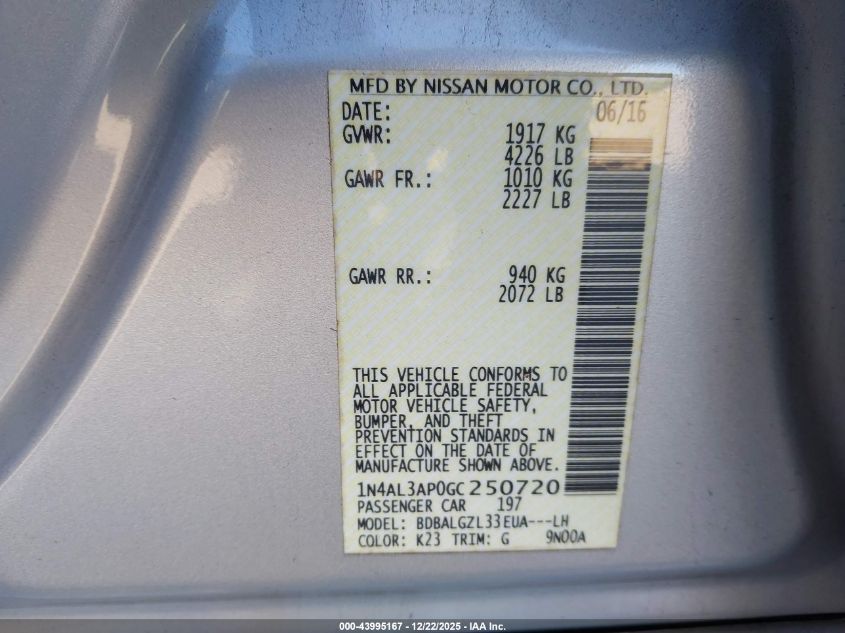 MFD BY NISSAN MOTOR CO., LTD.
DATE: 06/16
GVWR: 1917 KG
4226 LB
GAWR FR.: 1010 KG
2227 LB
GAWR RR.: 940 KG
2072 LB
THIS VEHICLE CONFORMS TO
ALL APPLICABLE FEDERAL
MOTOR VEHICLE SAFETY,
BUMPER, AND THEFT
PREVENTION STANDARDS IN
EFFECT ON THE DATE OF
MANUFACTURE SHOWN ABOVE.
1N4AL3AP0GC250720
PASSENGER CAR 197
MODEL: BDBALGZL33EUA---LH
COLOR: K23 TRIM: G 9N00A
000-43995167 - 12/22/2025 - IAA Inc.